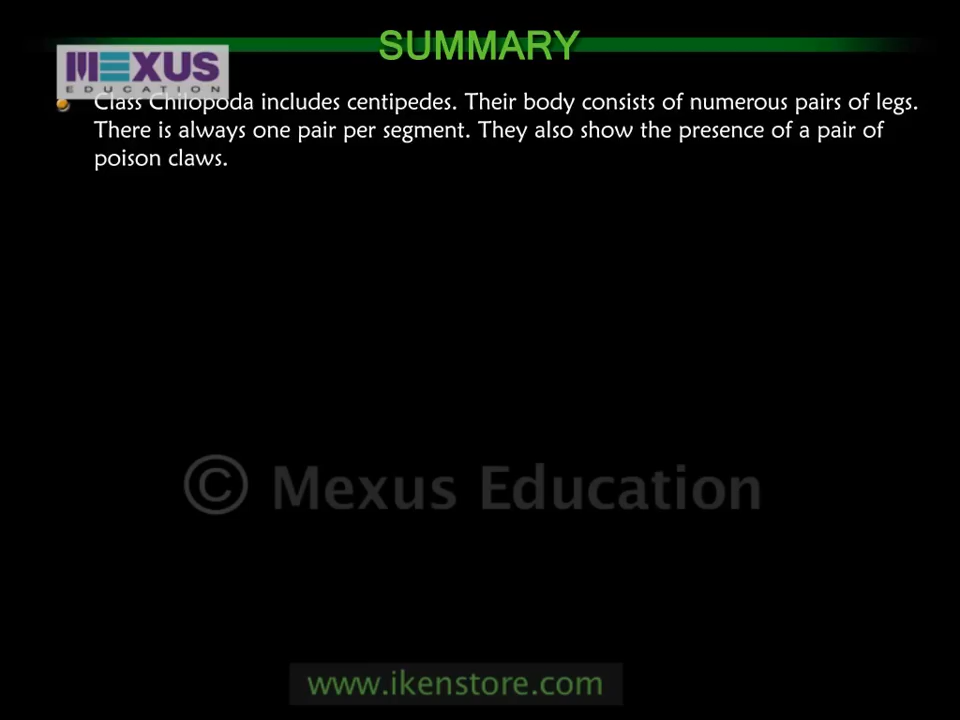 SUMMARY
MEXUS
EDUCATION
Class Chilopoda includes centipedes. Their body consists of numerous pairs of legs.
There is always one pair per segment. They also show the presence of a pair of
poison claws.
© Mexus Education
www.ikenstore.com